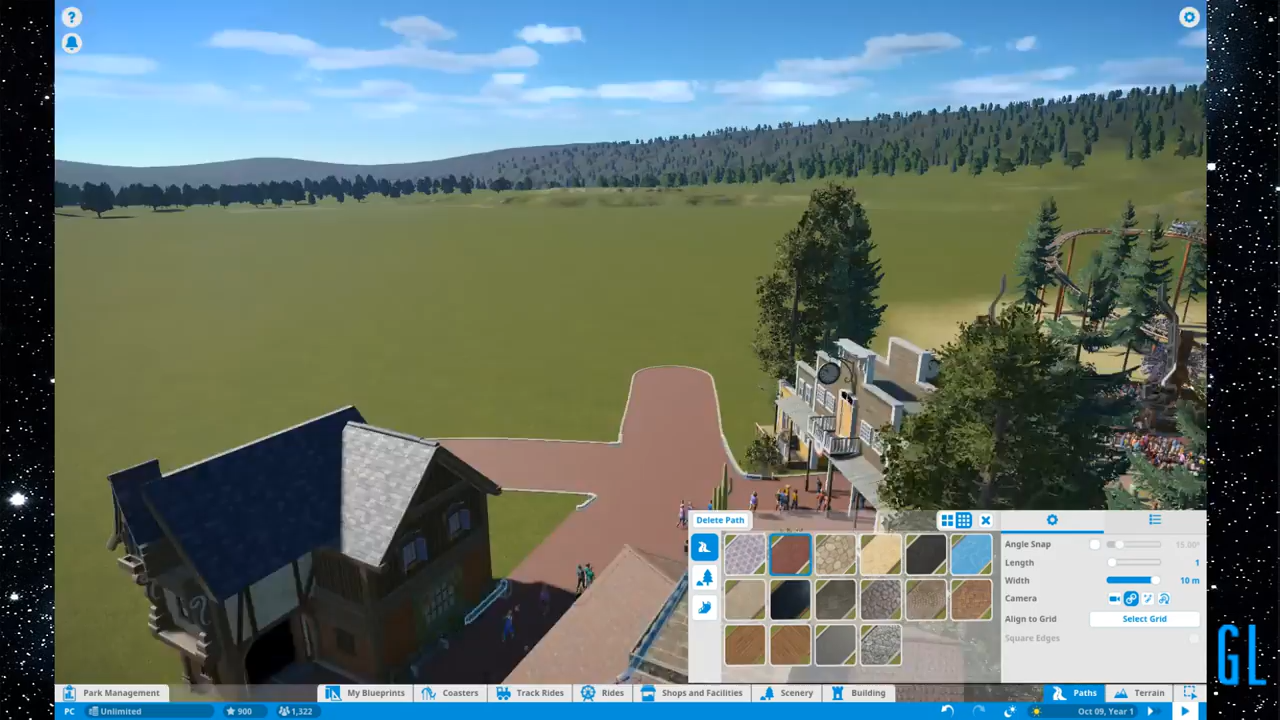 ?
Delete Path
Angle Snap 15.00°
Length 1
Width 10 m
Camera
Align to Grid Select Grid
Square Edges
GL
Park Management My Blueprints Coasters Track Rides Rides Shops and Facilities Scenery Building Paths Terrain
PC Unlimited 900 1,322 Oct 09, Year 1